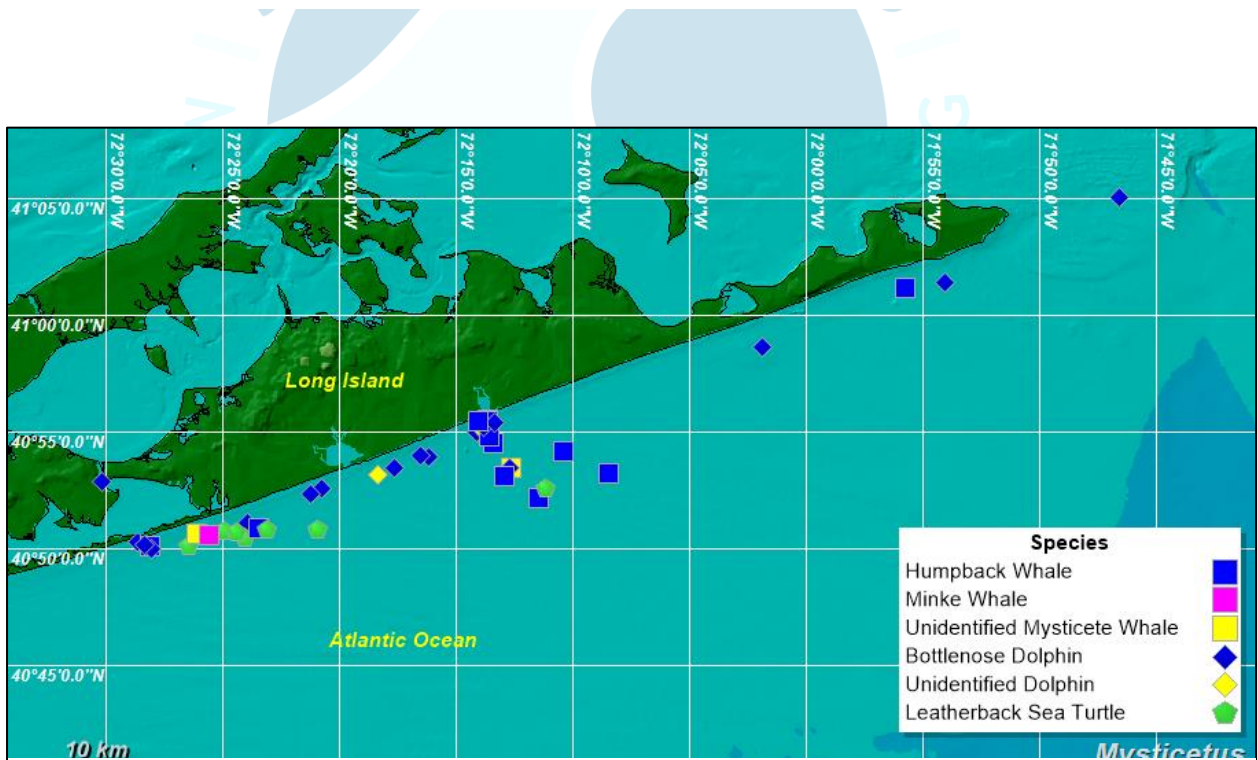 72°30'0.0"W
72°25'0.0"W
72°20'0.0"W
72°15'0.0"W
72°10'0.0"W
72°05'0.0"W
72°00'0.0"W
71°55'0.0"W
71°50'0.0"W
71°45'0.0"W
41°05'0.0"N
41°00'0.0"N
Long Island
40°55'0.0"N
40°50'0.0"N
Atlantic Ocean
40°45'0.0"N
Species
Humpback Whale
Minke Whale
Unidentified Mysticete Whale
Bottlenose Dolphin
Unidentified Dolphin
Leatherback Sea Turtle
10 km
Mysticetus